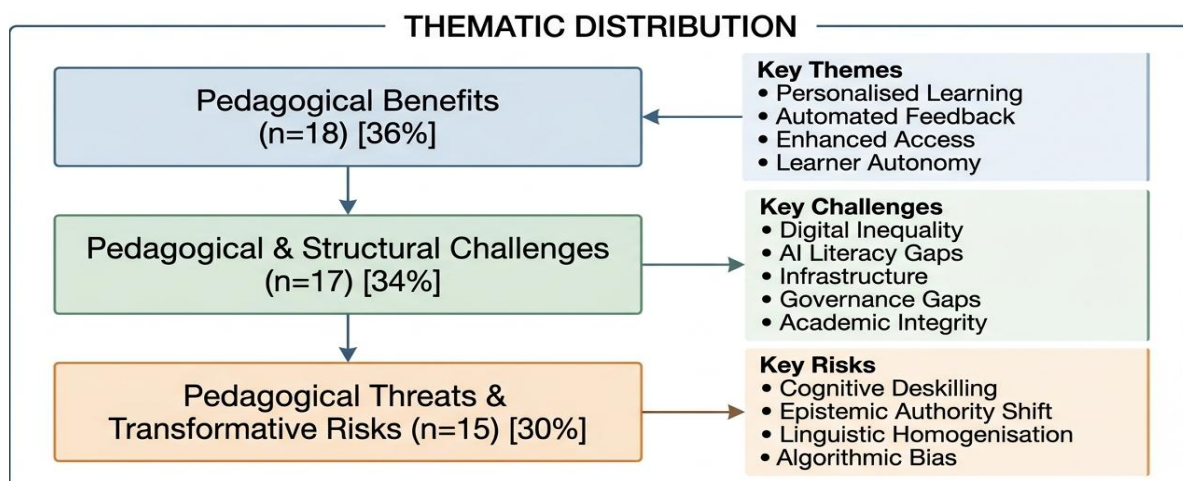 THEMATIC DISTRIBUTION
Pedagogical Benefits
(n=18) [36%]
Key Themes
• Personalised Learning
• Automated Feedback
• Enhanced Access
• Learner Autonomy
Pedagogical & Structural Challenges
(n=17) [34%]
Key Challenges
• Digital Inequality
• AI Literacy Gaps
• Infrastructure
• Governance Gaps
• Academic Integrity
Pedagogical Threats &
Transformative Risks (n=15) [30%]
Key Risks
• Cognitive Deskilling
• Epistemic Authority Shift
• Linguistic Homogenisation
• Algorithmic Bias